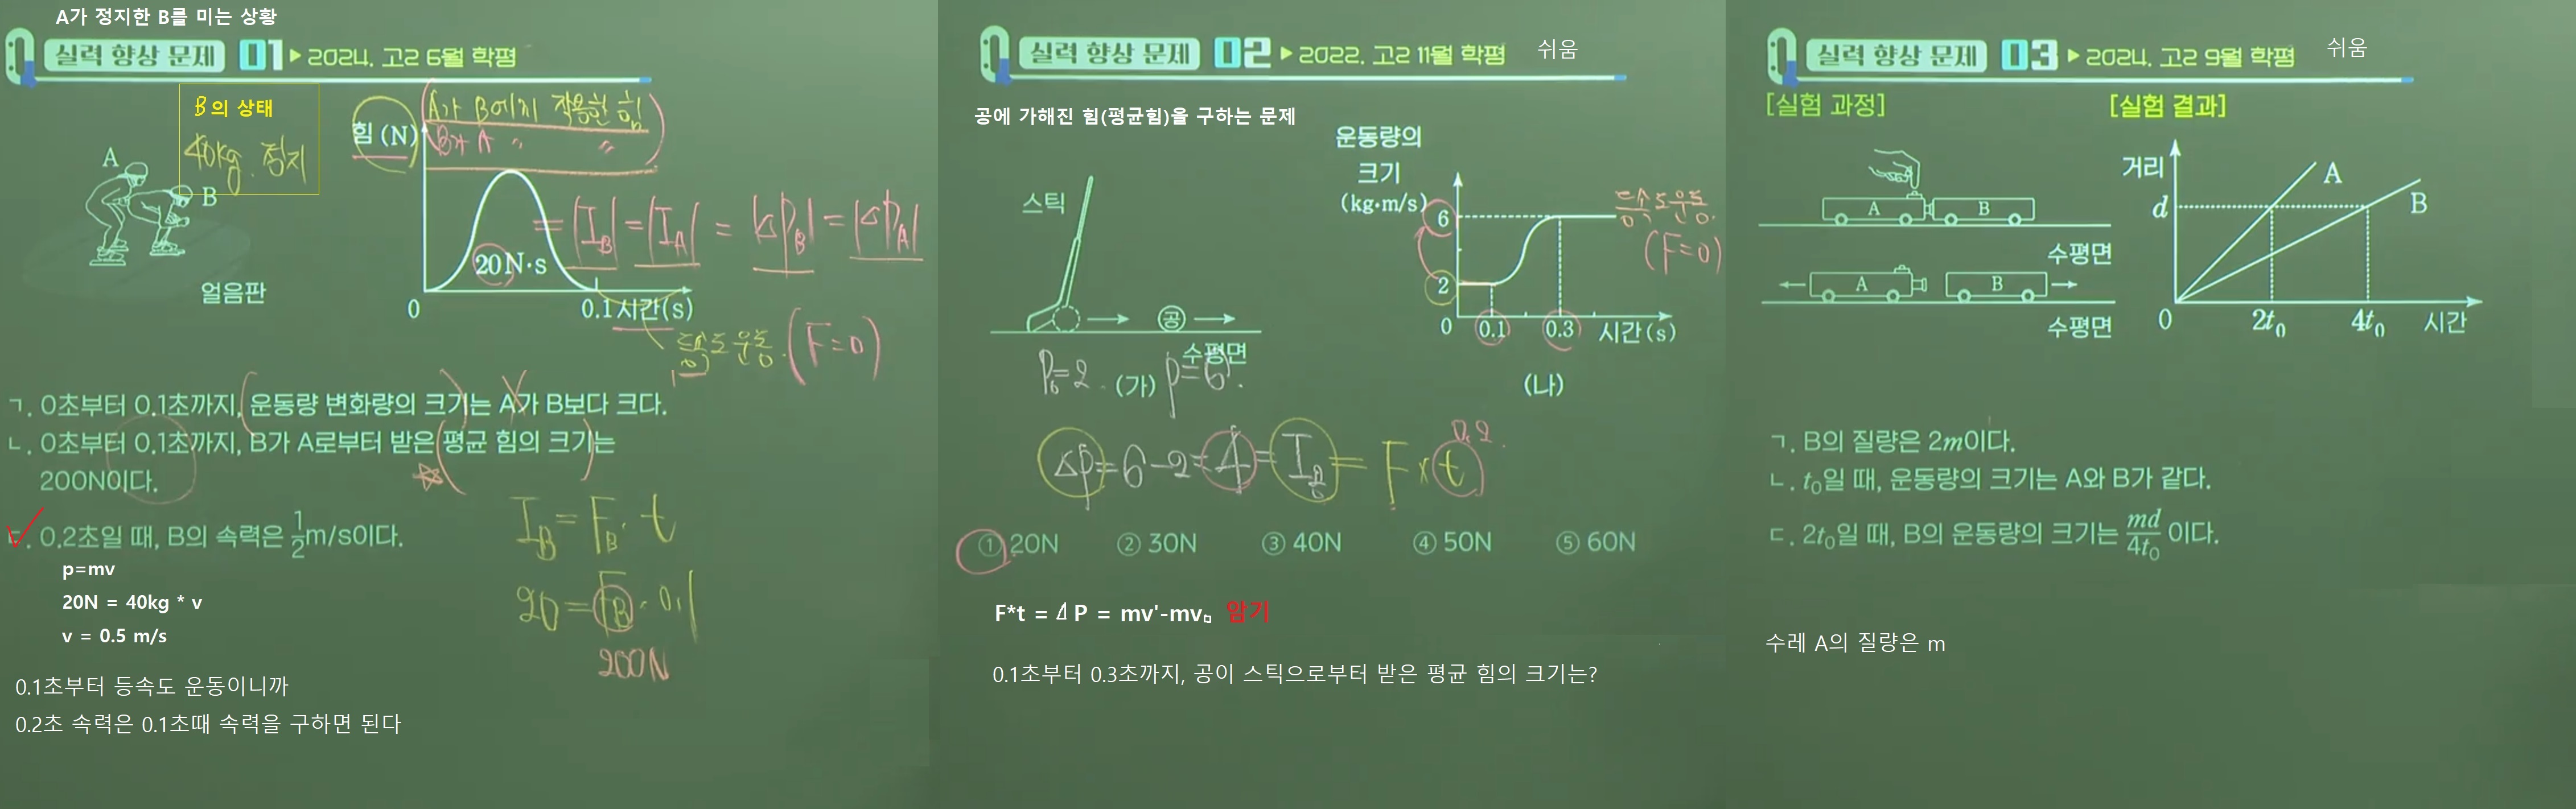 A가 정지한 B를 미는 상황
실력 향상 문제 01 ▶ 2024. 고2 6월 학평
B의 상태
40kg. 정지
A
B
얼음판
힘 (N)
A가 B에게 작용한 힘
B가 A " "
20N·s
= |I_B| = |I_A| = |ΔP_B| = |ΔP_A|
0
0.1
시간(s)
등속도 운동. (F=0)
ㄱ. 0초부터 0.1초까지, 운동량 변화량의 크기는 A가 B보다 크다.
ㄴ. 0초부터 0.1초까지, B가 A로부터 받은 평균 힘의 크기는
200N이다.
ㄷ. 0.2초일 때, B의 속력은 1/2m/s이다.
p=mv
20N = 40kg * v
v = 0.5 m/s
I_B = F_B · t
20 = F_B · 0.1
200N
0.1초부터 등속도 운동이니까
0.2초 속력은 0.1초때 속력을 구하면 된다
실력 향상 문제 02 ▶ 2022. 고2 11월 학평
쉬움
공에 가해진 힘(평균힘)을 구하는 문제
스틱
공
수평면
P₀=2.
(가)
P=6.
운동량의
크기
(kg·m/s)
6
2
0
0.1
0.3
시간(s)
등속도 운동.
(F=0)
(나)
ΔP = 6-2 = 4 = I공 = F × t
0.2.
① 20N ② 30N ③ 40N ④ 50N ⑤ 60N
F*t = ⊿P = mv'-mv₀ 암기
0.1초부터 0.3초까지, 공이 스틱으로부터 받은 평균 힘의 크기는?
실력 향상 문제 03 ▶ 2024. 고2 9월 학평
쉬움
[실험 과정]
[실험 결과]
A B
수평면
A B
수평면
거리
d
A
B
0
2t₀
4t₀
시간
ㄱ. B의 질량은 2m이다.
ㄴ. t₀일 때, 운동량의 크기는 A와 B가 같다.
ㄷ. 2t₀일 때, B의 운동량의 크기는 md/4t₀ 이다.
수레 A의 질량은 m